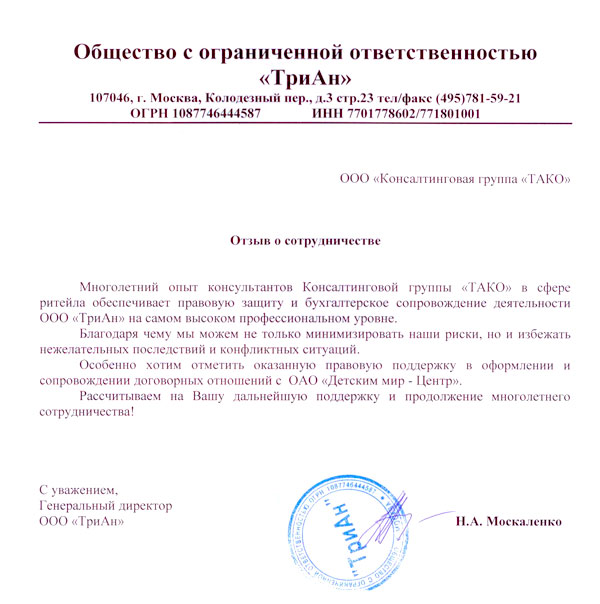 Общество с ограниченной ответственностью
«ТриАн»
107046, г. Москва, Колодезный пер., д.3 стр.23 тел/факс (495)781-59-21
ОГРН 1087746444587 ИНН 7701778602/771801001
ООО «Консалтинговая группа «ТАКО»
Отзыв о сотрудничестве
Многолетний опыт консультантов Консалтинговой группы «ТАКО» в сфере
ритейла обеспечивает правовую защиту и бухгалтерское сопровождение деятельности
ООО «ТриАн» на самом высоком профессиональном уровне.
Благодаря чему мы можем не только минимизировать наши риски, но и избежать
нежелательных последствий и конфликтных ситуаций.
Особенно хотим отметить оказанную правовую поддержку в оформлении и
сопровождении договорных отношений с ОАО «Детским мир - Центр».
Рассчитываем на Вашу дальнейшую поддержку и продолжение многолетнего
сотрудничества!
С уважением,
Генеральный директор
ООО «ТриАн»
Н.А. Москаленко
ОБЩЕСТВО С ОГРАНИЧЕННОЙ ОТВЕТСТВЕННОСТЬЮ ОГРН 1087746444587
"ТРИАН"